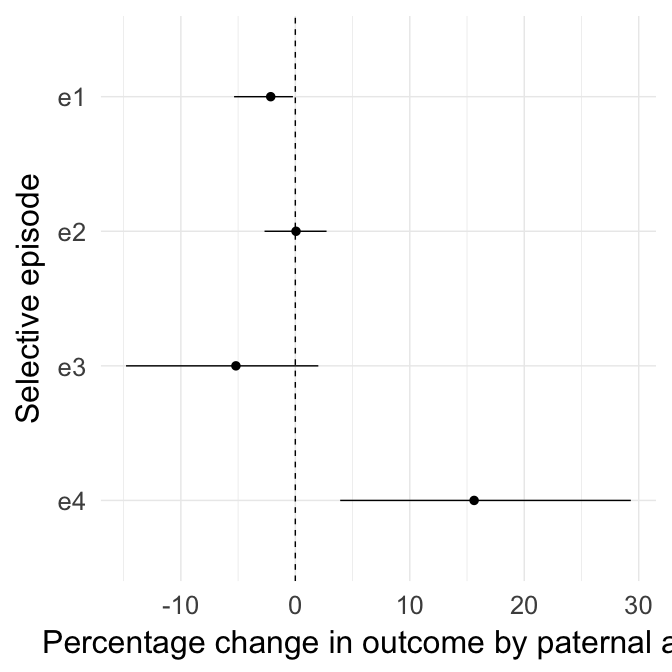 Selective episode
e1
e2
e3
e4
-10 0 10 20 30
Percentage change in outcome by paternal a